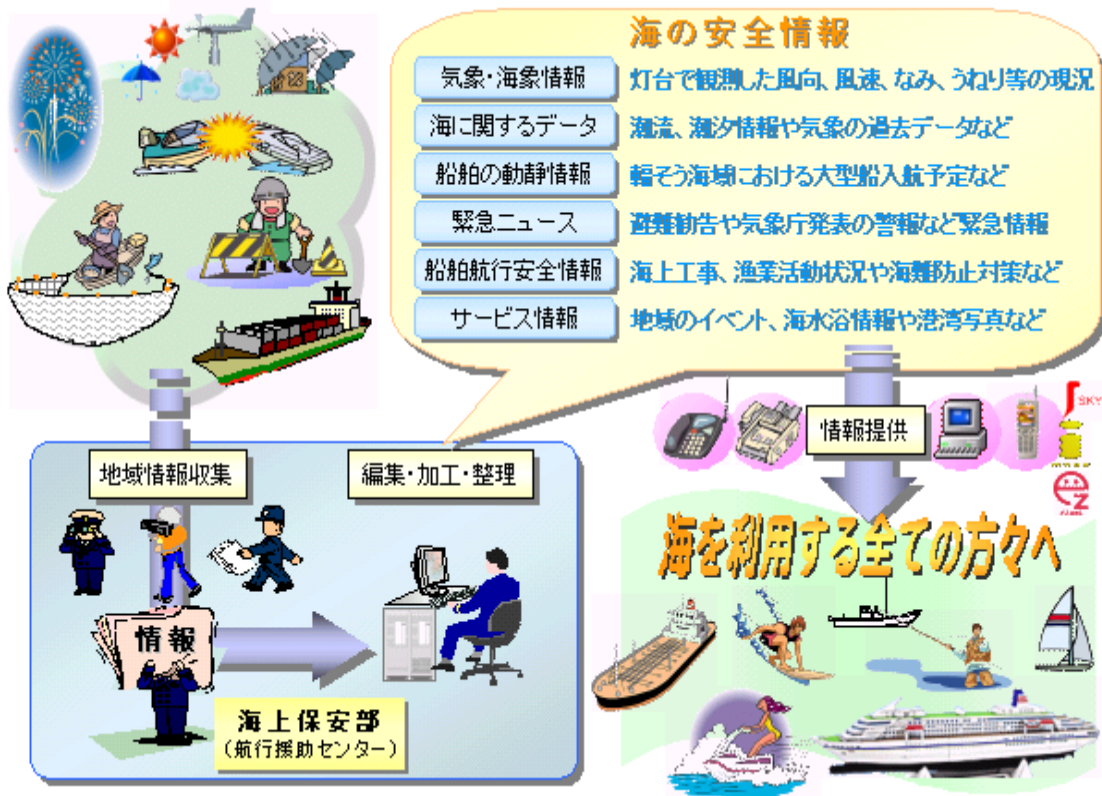 海の安全情報
気象・海象情報
灯台で観測した風向、風速、なみ、うねり等の現況
海に関するデータ
潮流、潮汐情報や気象の過去データなど
船舶の動静情報
輻そう海域における大型船入航予定など
緊急ニュース
避難勧告や気象庁発表の警報など緊急情報
船舶航行安全情報
海上工事、漁業活動状況や海難防止対策など
サービス情報
地域のイベント、海水浴情報や港湾写真など
情報提供
SKY
地域情報収集
編集・加工・整理
海を利用する全ての方々へ
情報
海上保安部
（航行援助センター）